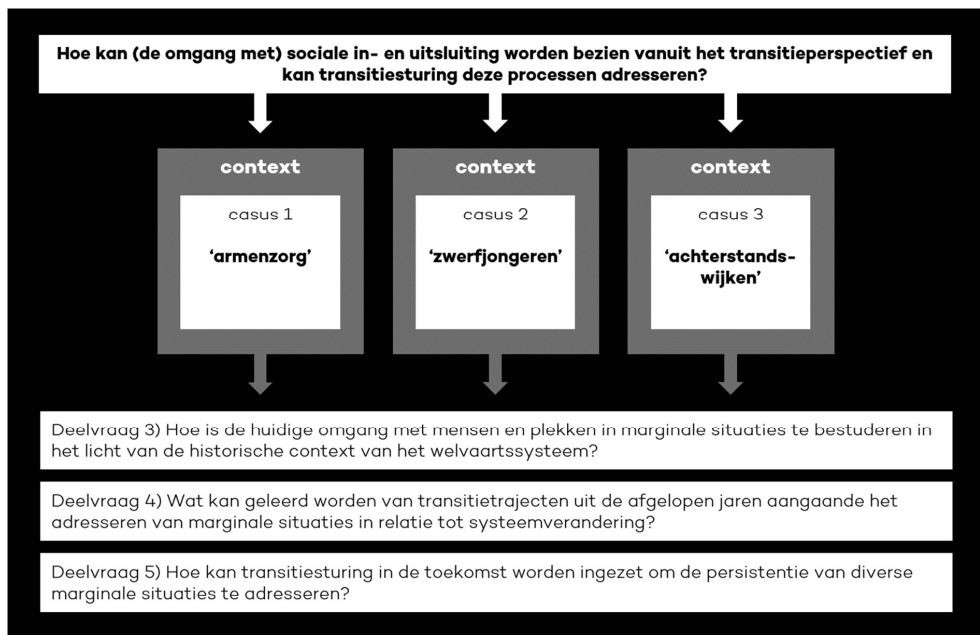 Hoe kan (de omgang met) sociale in- en uitsluiting worden bezien vanuit het transitieperspectief en
kan transitiesturing deze processen adresseren?
context
casus 1
‘armenzorg’
context
casus 2
‘zwerfjongeren’
context
casus 3
‘achterstands-
wijken’
Deelvraag 3) Hoe is de huidige omgang met mensen en plekken in marginale situaties te bestuderen in
het licht van de historische context van het welvaartssysteem?
Deelvraag 4) Wat kan geleerd worden van transitietrajecten uit de afgelopen jaren aangaande het
adresseren van marginale situaties in relatie tot systeemverandering?
Deelvraag 5) Hoe kan transitiesturing in de toekomst worden ingezet om de persistentie van diverse
marginale situaties te adresseren?